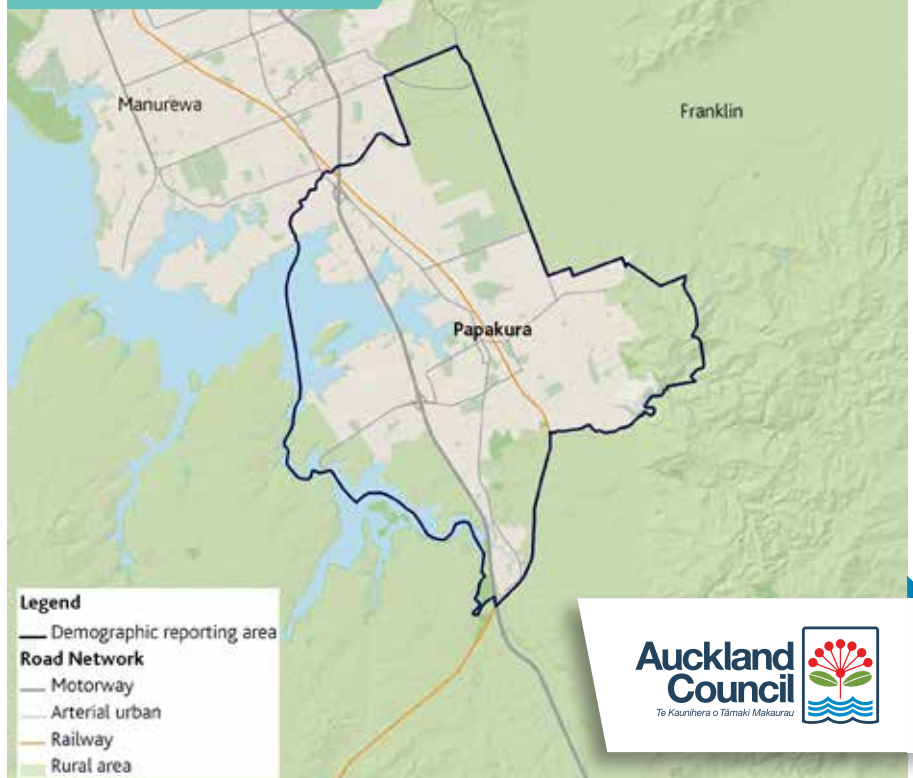 Manurewa
Franklin
Papakura
Legend
Demographic reporting area
Road Network
Motorway
Arterial urban
Railway
Rural area
Auckland
Council
Te Kaunihera o Tāmaki Makaurau